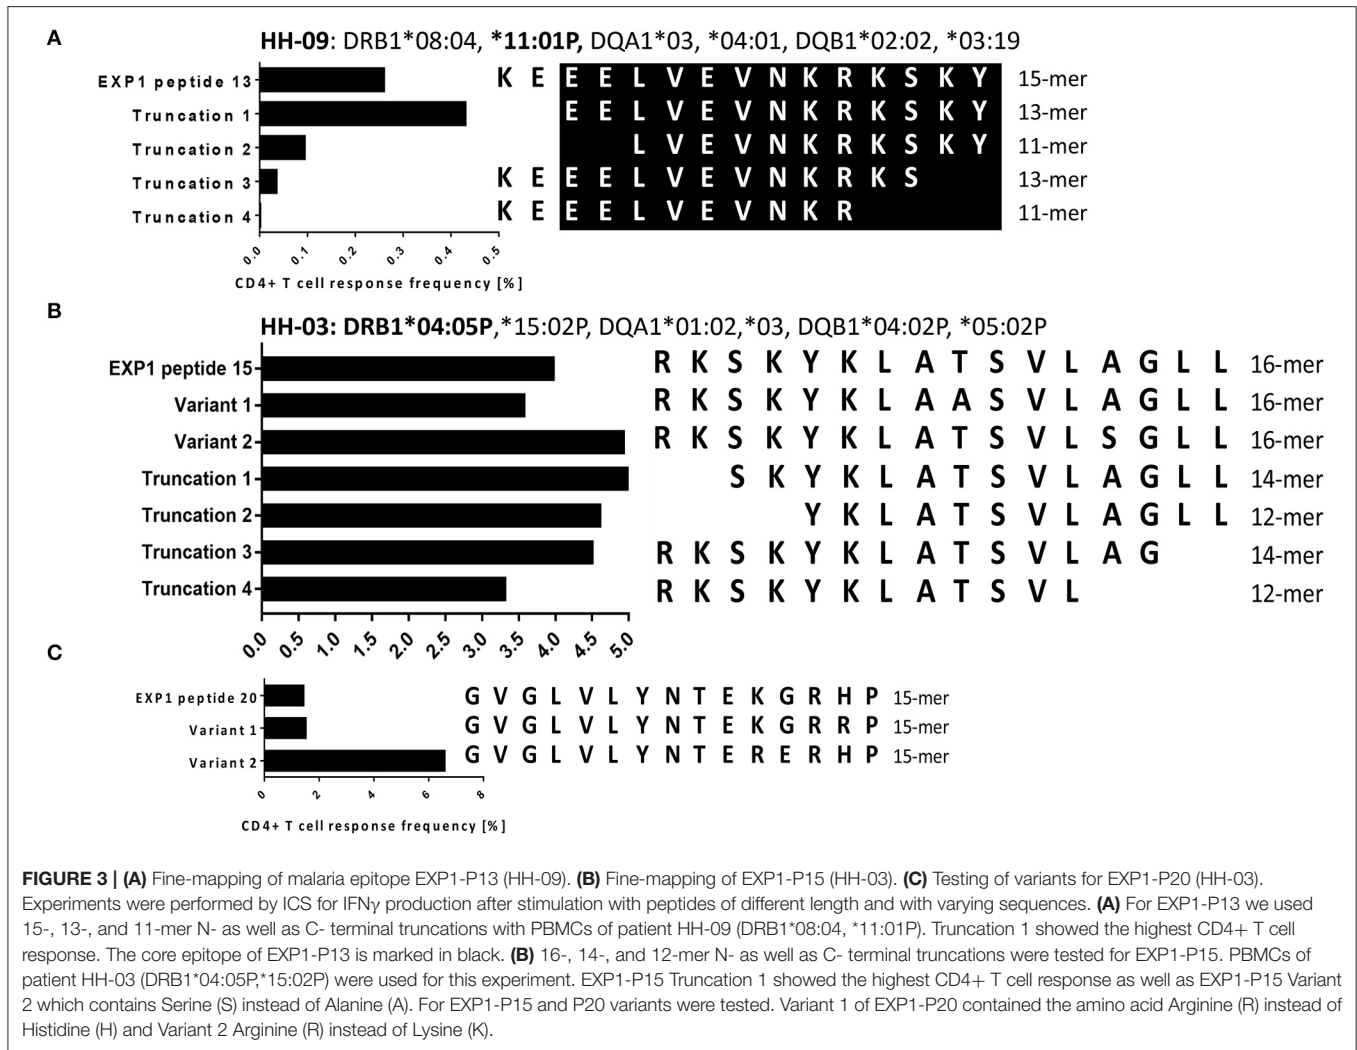 A
HH-09: DRB1*08:04, *11:01P, DQA1*03, *04:01, DQB1*02:02, *03:19
EXP1 peptide 13 K E E E L V E V N K R K S K Y 15-mer
Truncation 1 E E L V E V N K R K S K Y 13-mer
Truncation 2 L V E V N K R K S K Y 11-mer
Truncation 3 K E E E L V E V N K R K S 13-mer
Truncation 4 K E E E L V E V N K R 11-mer
0.0 0.1 0.2 0.3 0.4 0.5
CD4+ T cell response frequency [%]
B
HH-03: DRB1*04:05P,*15:02P, DQA1*01:02,*03, DQB1*04:02P, *05:02P
EXP1 peptide 15 R K S K Y K L A T S V L A G L L 16-mer
Variant 1 R K S K Y K L A A S V L A G L L 16-mer
Variant 2 R K S K Y K L A T S V L S G L L 16-mer
Truncation 1 S K Y K L A T S V L A G L L 14-mer
Truncation 2 Y K L A T S V L A G L L 12-mer
Truncation 3 R K S K Y K L A T S V L A G 14-mer
Truncation 4 R K S K Y K L A T S V L 12-mer
0.0 0.5 1.0 1.5 2.0 2.5 3.0 3.5 4.0 4.5 5.0
C
EXP1 peptide 20 G V G L V L Y N T E K G R H P 15-mer
Variant 1 G V G L V L Y N T E K G R R P 15-mer
Variant 2 G V G L V L Y N T E R E R H P 15-mer
0 2 4 6 8
CD4+ T cell response frequency [%]
FIGURE 3 | (A) Fine-mapping of malaria epitope EXP1-P13 (HH-09). (B) Fine-mapping of EXP1-P15 (HH-03). (C) Testing of variants for EXP1-P20 (HH-03).
Experiments were performed by ICS for IFNγ production after stimulation with peptides of different length and with varying sequences. (A) For EXP1-P13 we used
15-, 13-, and 11-mer N- as well as C- terminal truncations with PBMCs of patient HH-09 (DRB1*08:04, *11:01P). Truncation 1 showed the highest CD4+ T cell
response. The core epitope of EXP1-P13 is marked in black. (B) 16-, 14-, and 12-mer N- as well as C- terminal truncations were tested for EXP1-P15. PBMCs of
patient HH-03 (DRB1*04:05P,*15:02P) were used for this experiment. EXP1-P15 Truncation 1 showed the highest CD4+ T cell response as well as EXP1-P15 Variant
2 which contains Serine (S) instead of Alanine (A). For EXP1-P15 and P20 variants were tested. Variant 1 of EXP1-P20 contained the amino acid Arginine (R) instead of
Histidine (H) and Variant 2 Arginine (R) instead of Lysine (K).